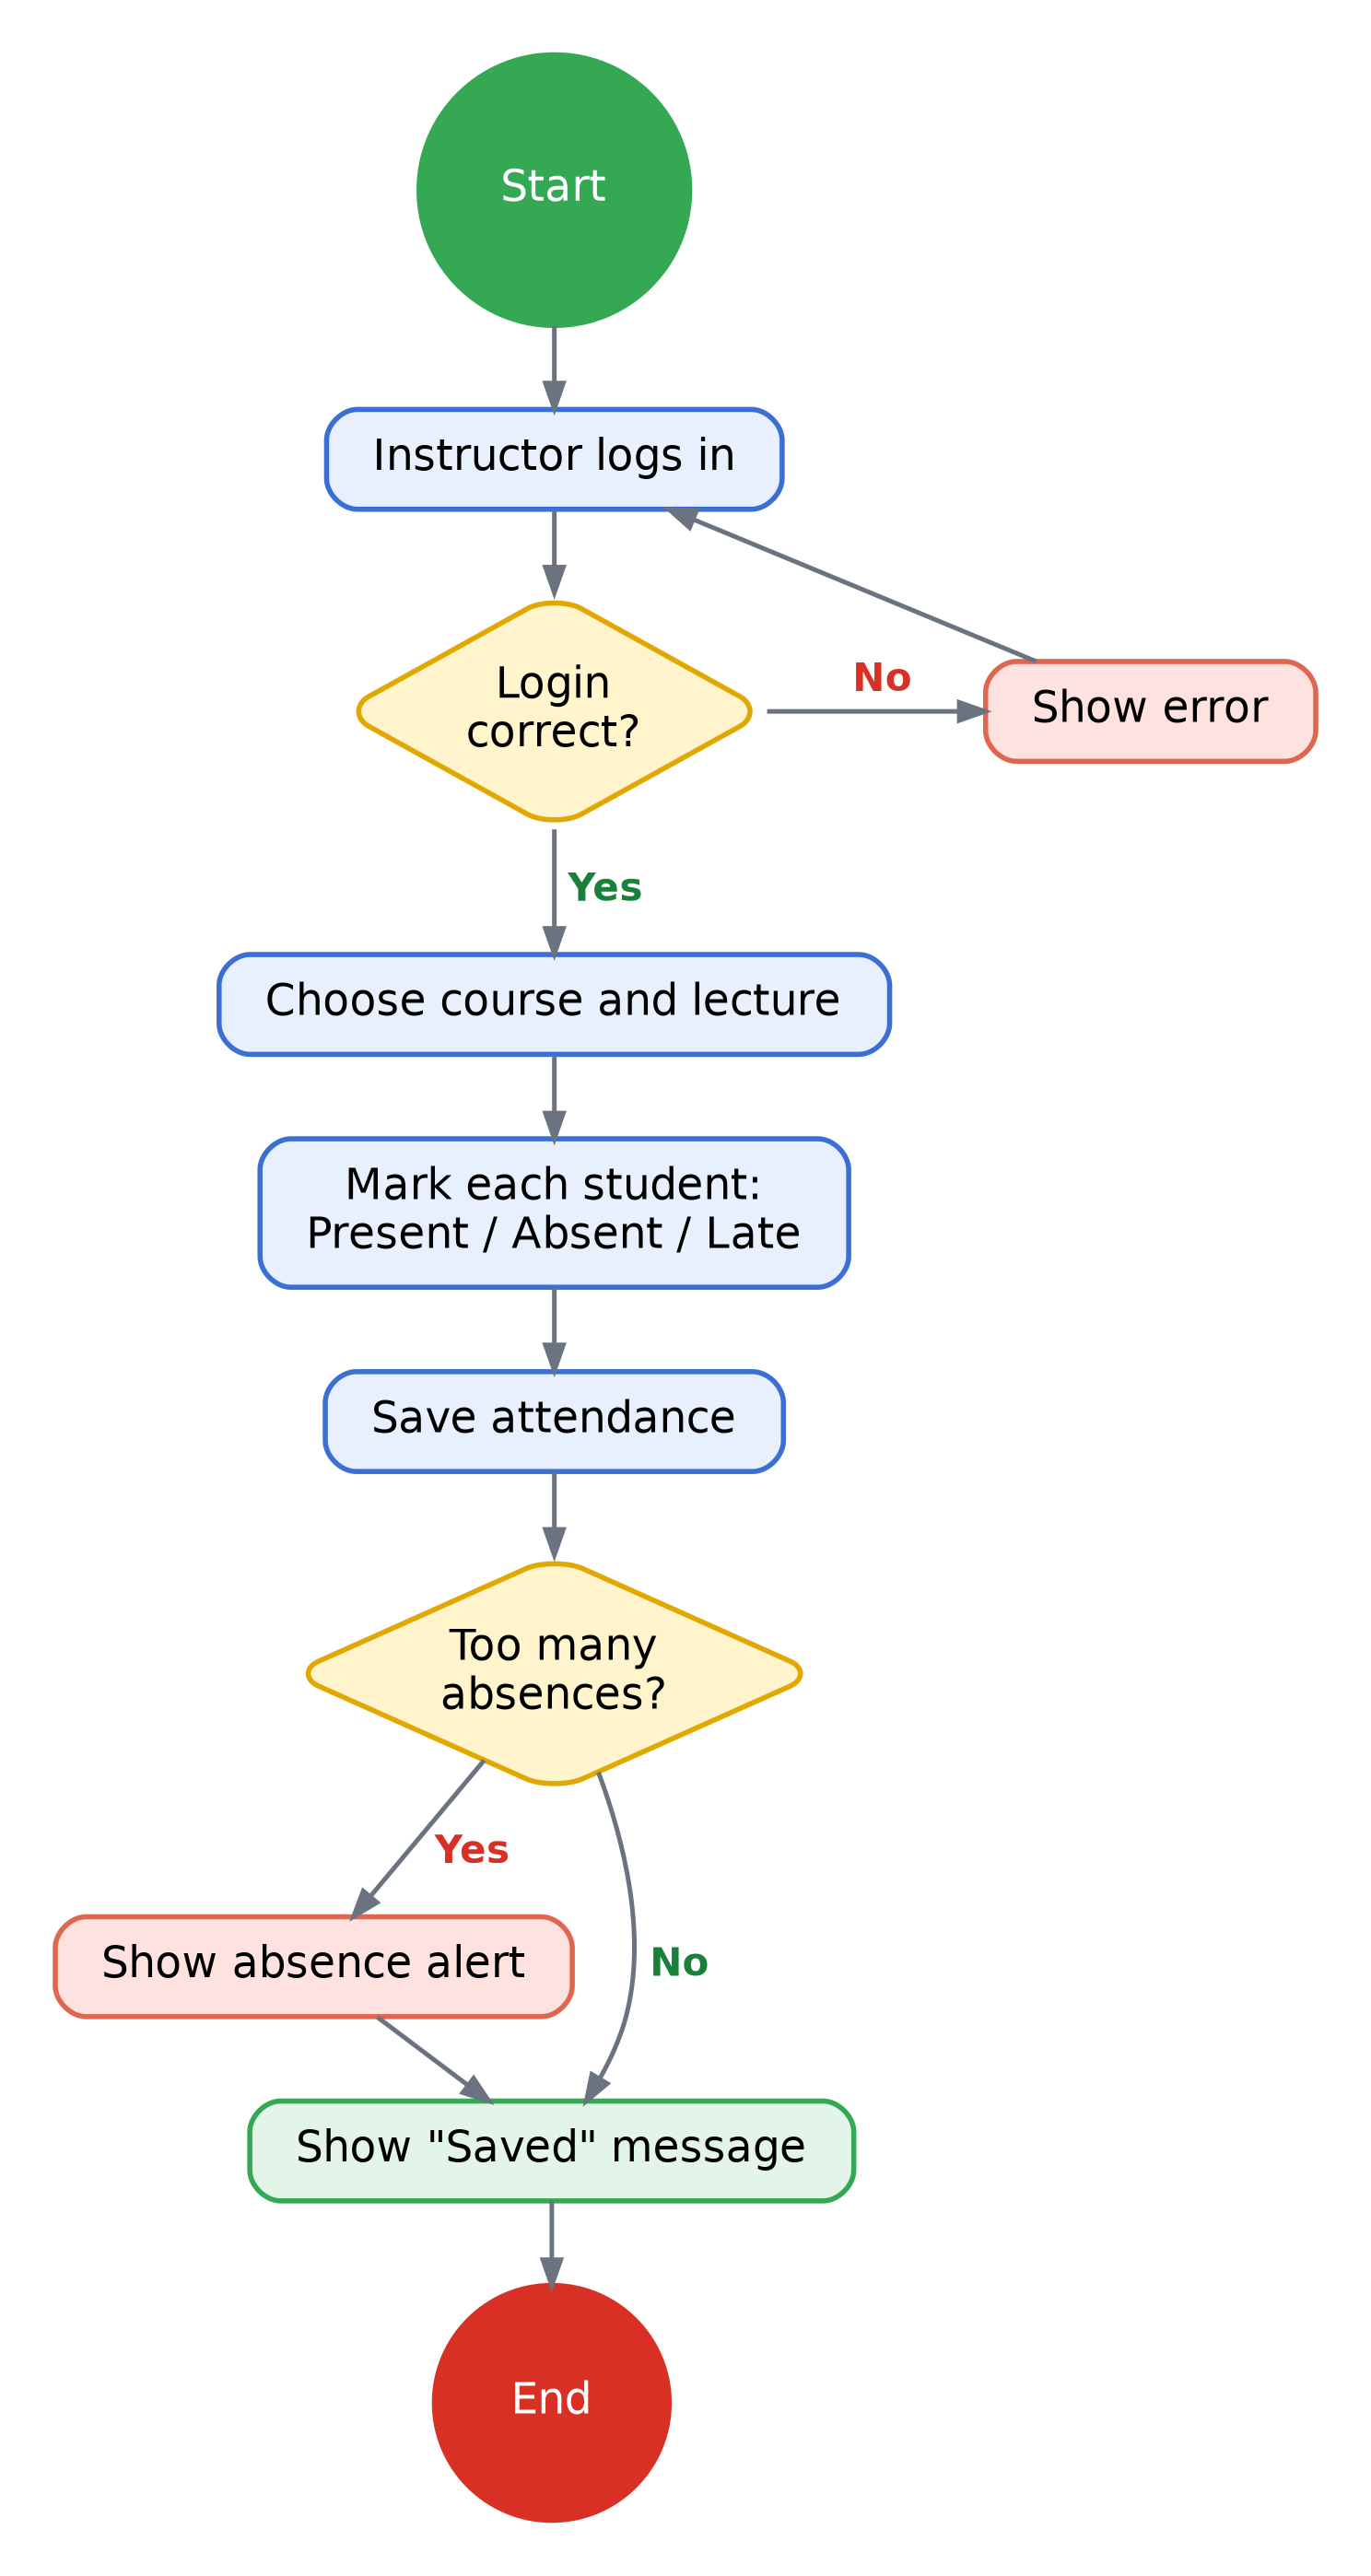 Start
Instructor logs in
Login
correct?
No
Show error
Yes
Choose course and lecture
Mark each student:
Present / Absent / Late
Save attendance
Too many
absences?
Yes
Show absence alert
No
Show "Saved" message
End